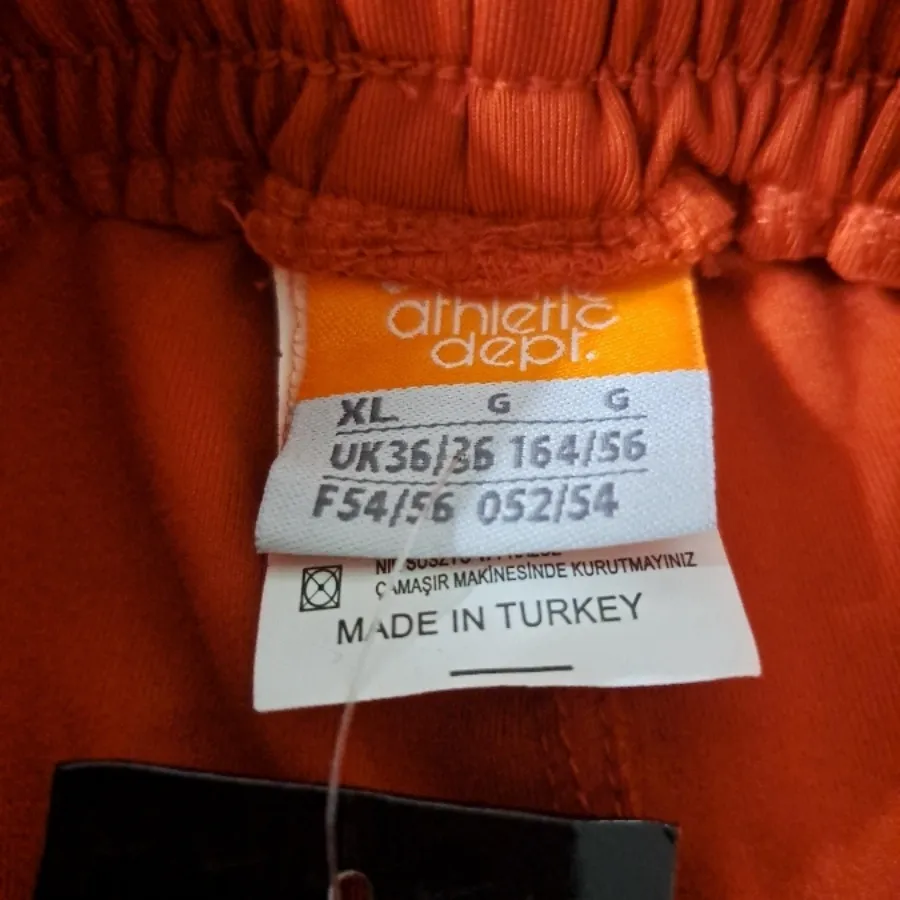 athletic
dept.
XL G G
UK36/36 164/56
F54/56 052/54
ÇAMAŞIR MAKİNESİNDE KURUTMAYINIZ
MADE IN TURKEY